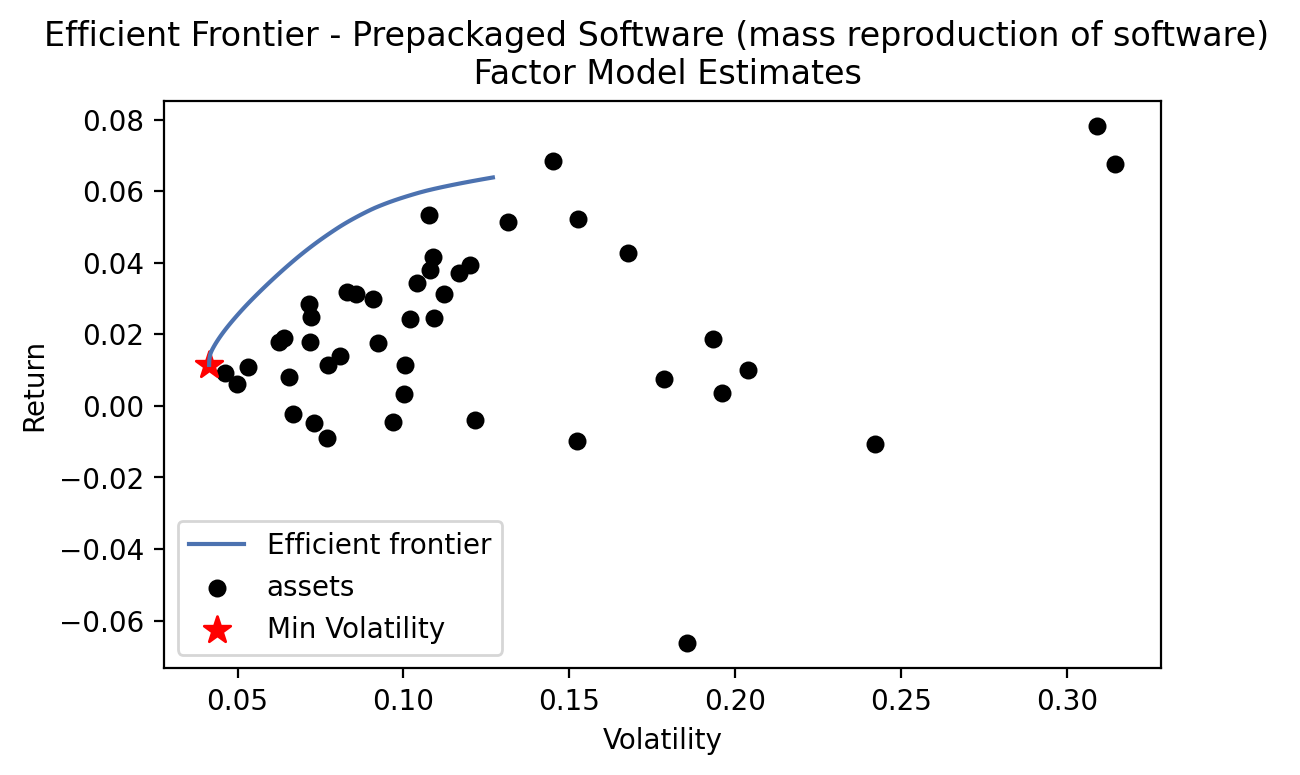 Efficient Frontier - Prepackaged Software (mass reproduction of software)
Factor Model Estimates
0.08
0.06
0.04
0.02
0.00
−0.02
−0.04
−0.06
Return
Efficient frontier
assets
Min Volatility
0.05 0.10 0.15 0.20 0.25 0.30
Volatility